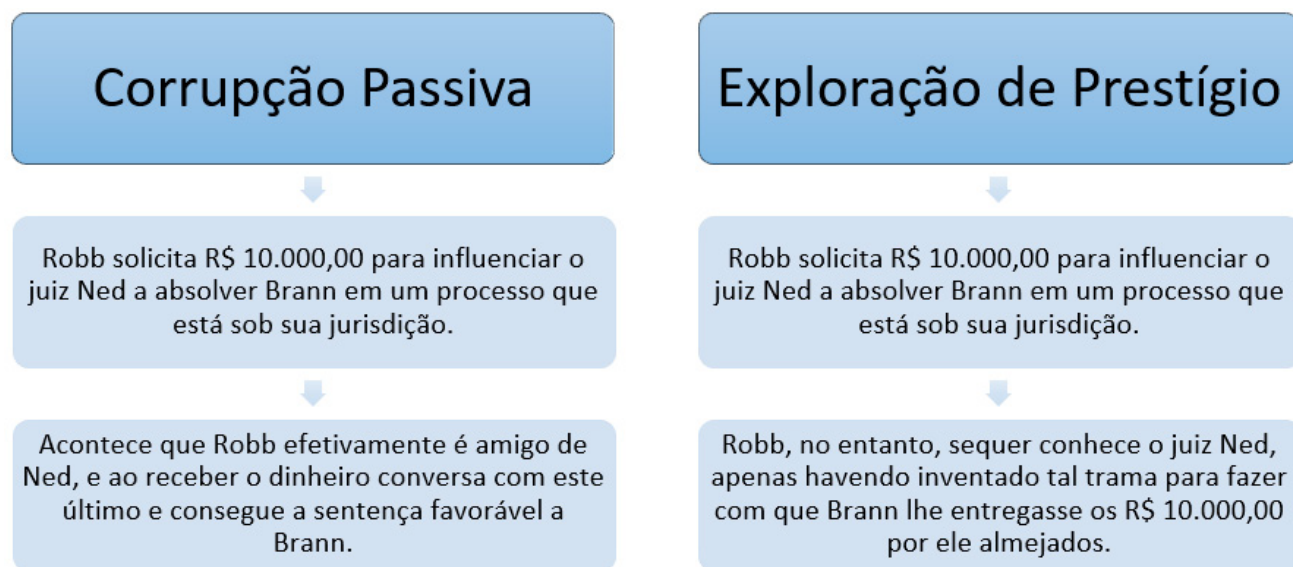 Corrupção Passiva
Robb solicita R$ 10.000,00 para influenciar o
juiz Ned a absolver Brann em um processo que
está sob sua jurisdição.
Acontece que Robb efetivamente é amigo de
Ned, e ao receber o dinheiro conversa com este
último e consegue a sentença favorável a
Brann.
Exploração de Prestígio
Robb solicita R$ 10.000,00 para influenciar o
juiz Ned a absolver Brann em um processo que
está sob sua jurisdição.
Robb, no entanto, sequer conhece o juiz Ned,
apenas havendo inventado tal trama para fazer
com que Brann lhe entregasse os R$ 10.000,00
por ele almejados.